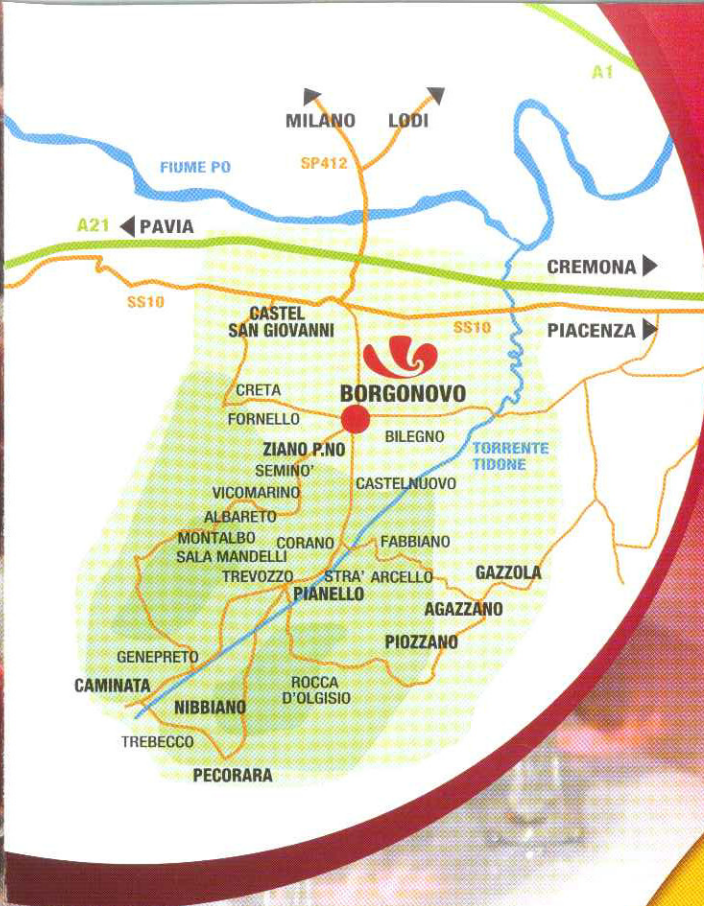 A1
MILANO
LODI
FIUME PO
SP412
A21
PAVIA
CREMONA
SS10
CASTEL
SAN GIOVANNI
SS10
PIACENZA
CRETA
BORGONOVO
FORNELLO
BILEGNO
ZIANO P.NO
TORRENTE
TIDONE
SEMINO'
CASTELNUOVO
VICOMARINO
ALBARETO
MONTALBO
CORANO
FABBIANO
SALA MANDELLI
TREVOZZO
STRA'
ARCELLO
GAZZOLA
PIANELLO
AGAZZANO
PIOZZANO
GENEPRETO
CAMINATA
ROCCA
D'OLGISIO
NIBBIANO
TREBECCO
PECORARA